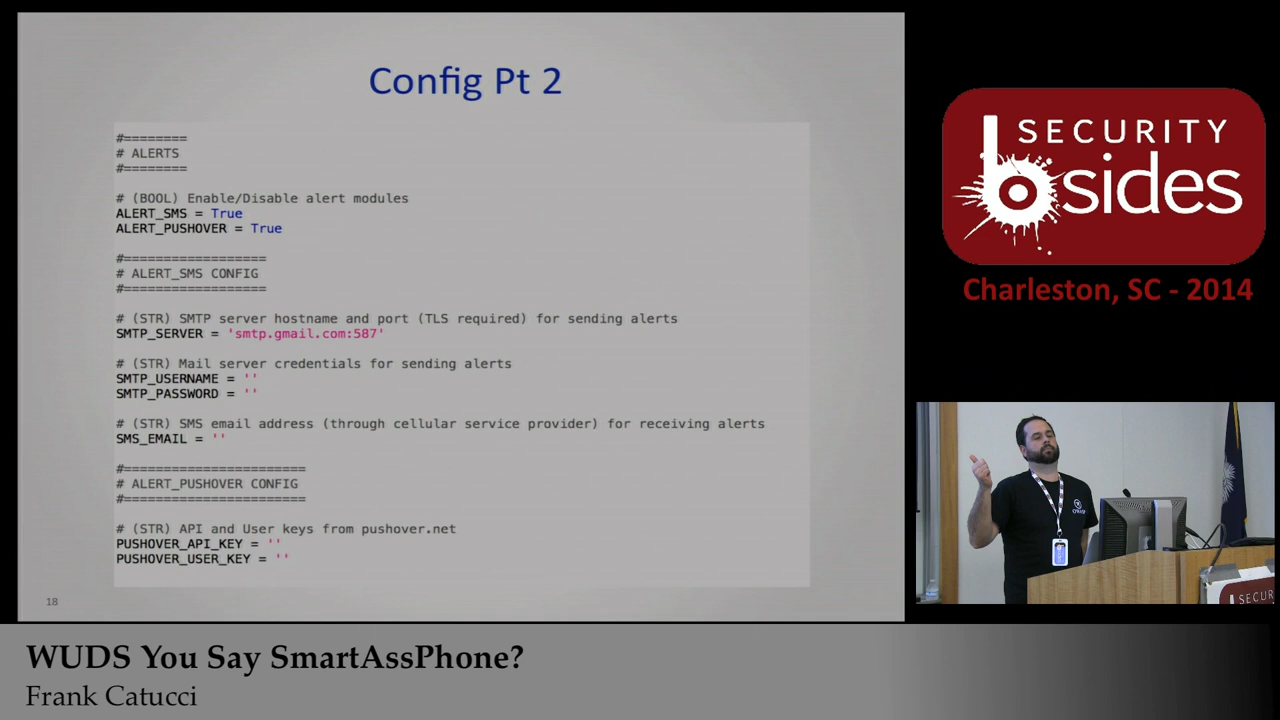 Config Pt 2
#========
# ALERTS
#========
# (BOOL) Enable/Disable alert modules
ALERT_SMS = True
ALERT_PUSHOVER = True
#==================
# ALERT_SMS CONFIG
#==================
# (STR) SMTP server hostname and port (TLS required) for sending alerts
SMTP_SERVER = 'smtp.gmail.com:587'
# (STR) Mail server credentials for sending alerts
SMTP_USERNAME = ''
SMTP_PASSWORD = ''
# (STR) SMS email address (through cellular service provider) for receiving alerts
SMS_EMAIL = ''
#=======================
# ALERT_PUSHOVER CONFIG
#=======================
# (STR) API and User keys from pushover.net
PUSHOVER_API_KEY = ''
PUSHOVER_USER_KEY = ''
18
SECURITY
bsides
Charleston, SC - 2014
SECUR
WUDS You Say SmartAssPhone?
Frank Catucci